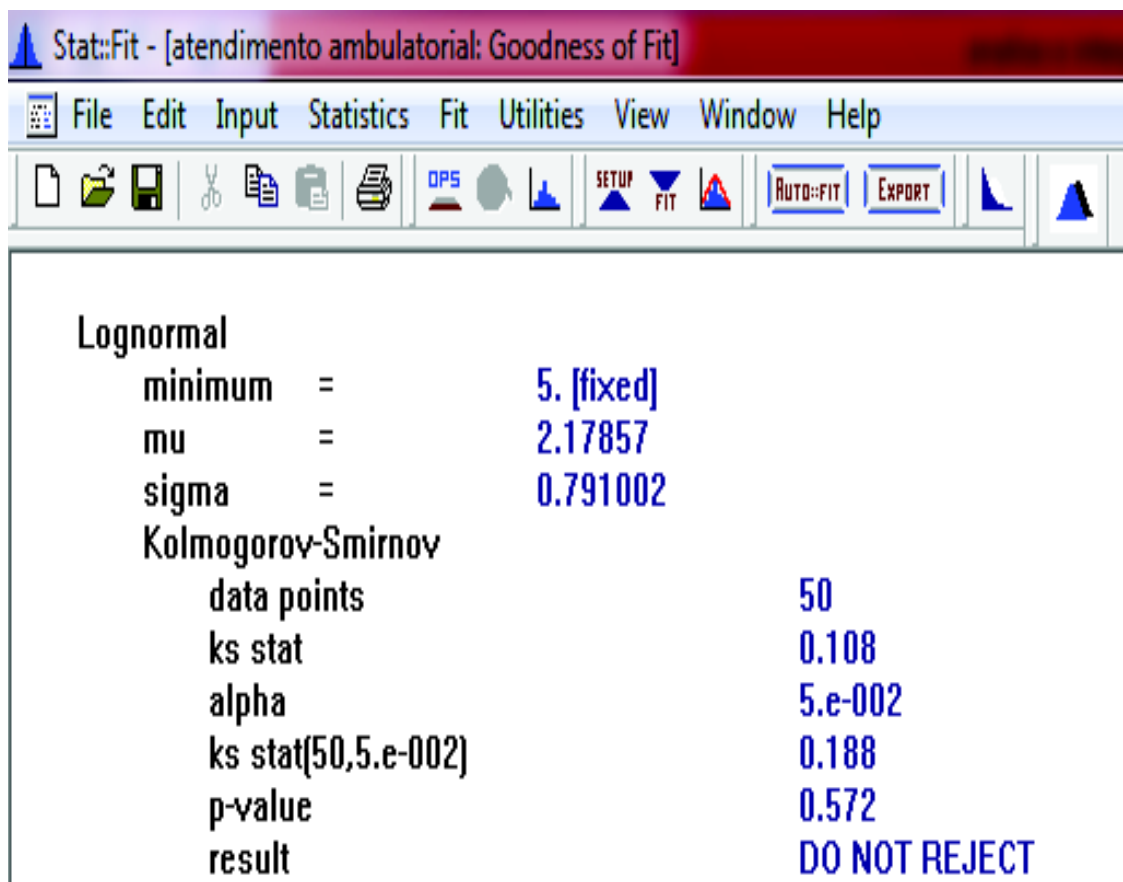 Stat::Fit - [atendimento ambulatorial: Goodness of Fit]
File Edit Input Statistics Fit Utilities View Window Help
OPS SETUP FIT AUTO::FIT EXPORT
Lognormal
minimum = 5. [fixed]
mu = 2.17857
sigma = 0.791002
Kolmogorov-Smirnov
data points 50
ks stat 0.108
alpha 5.e-002
ks stat(50,5.e-002) 0.188
p-value 0.572
result DO NOT REJECT